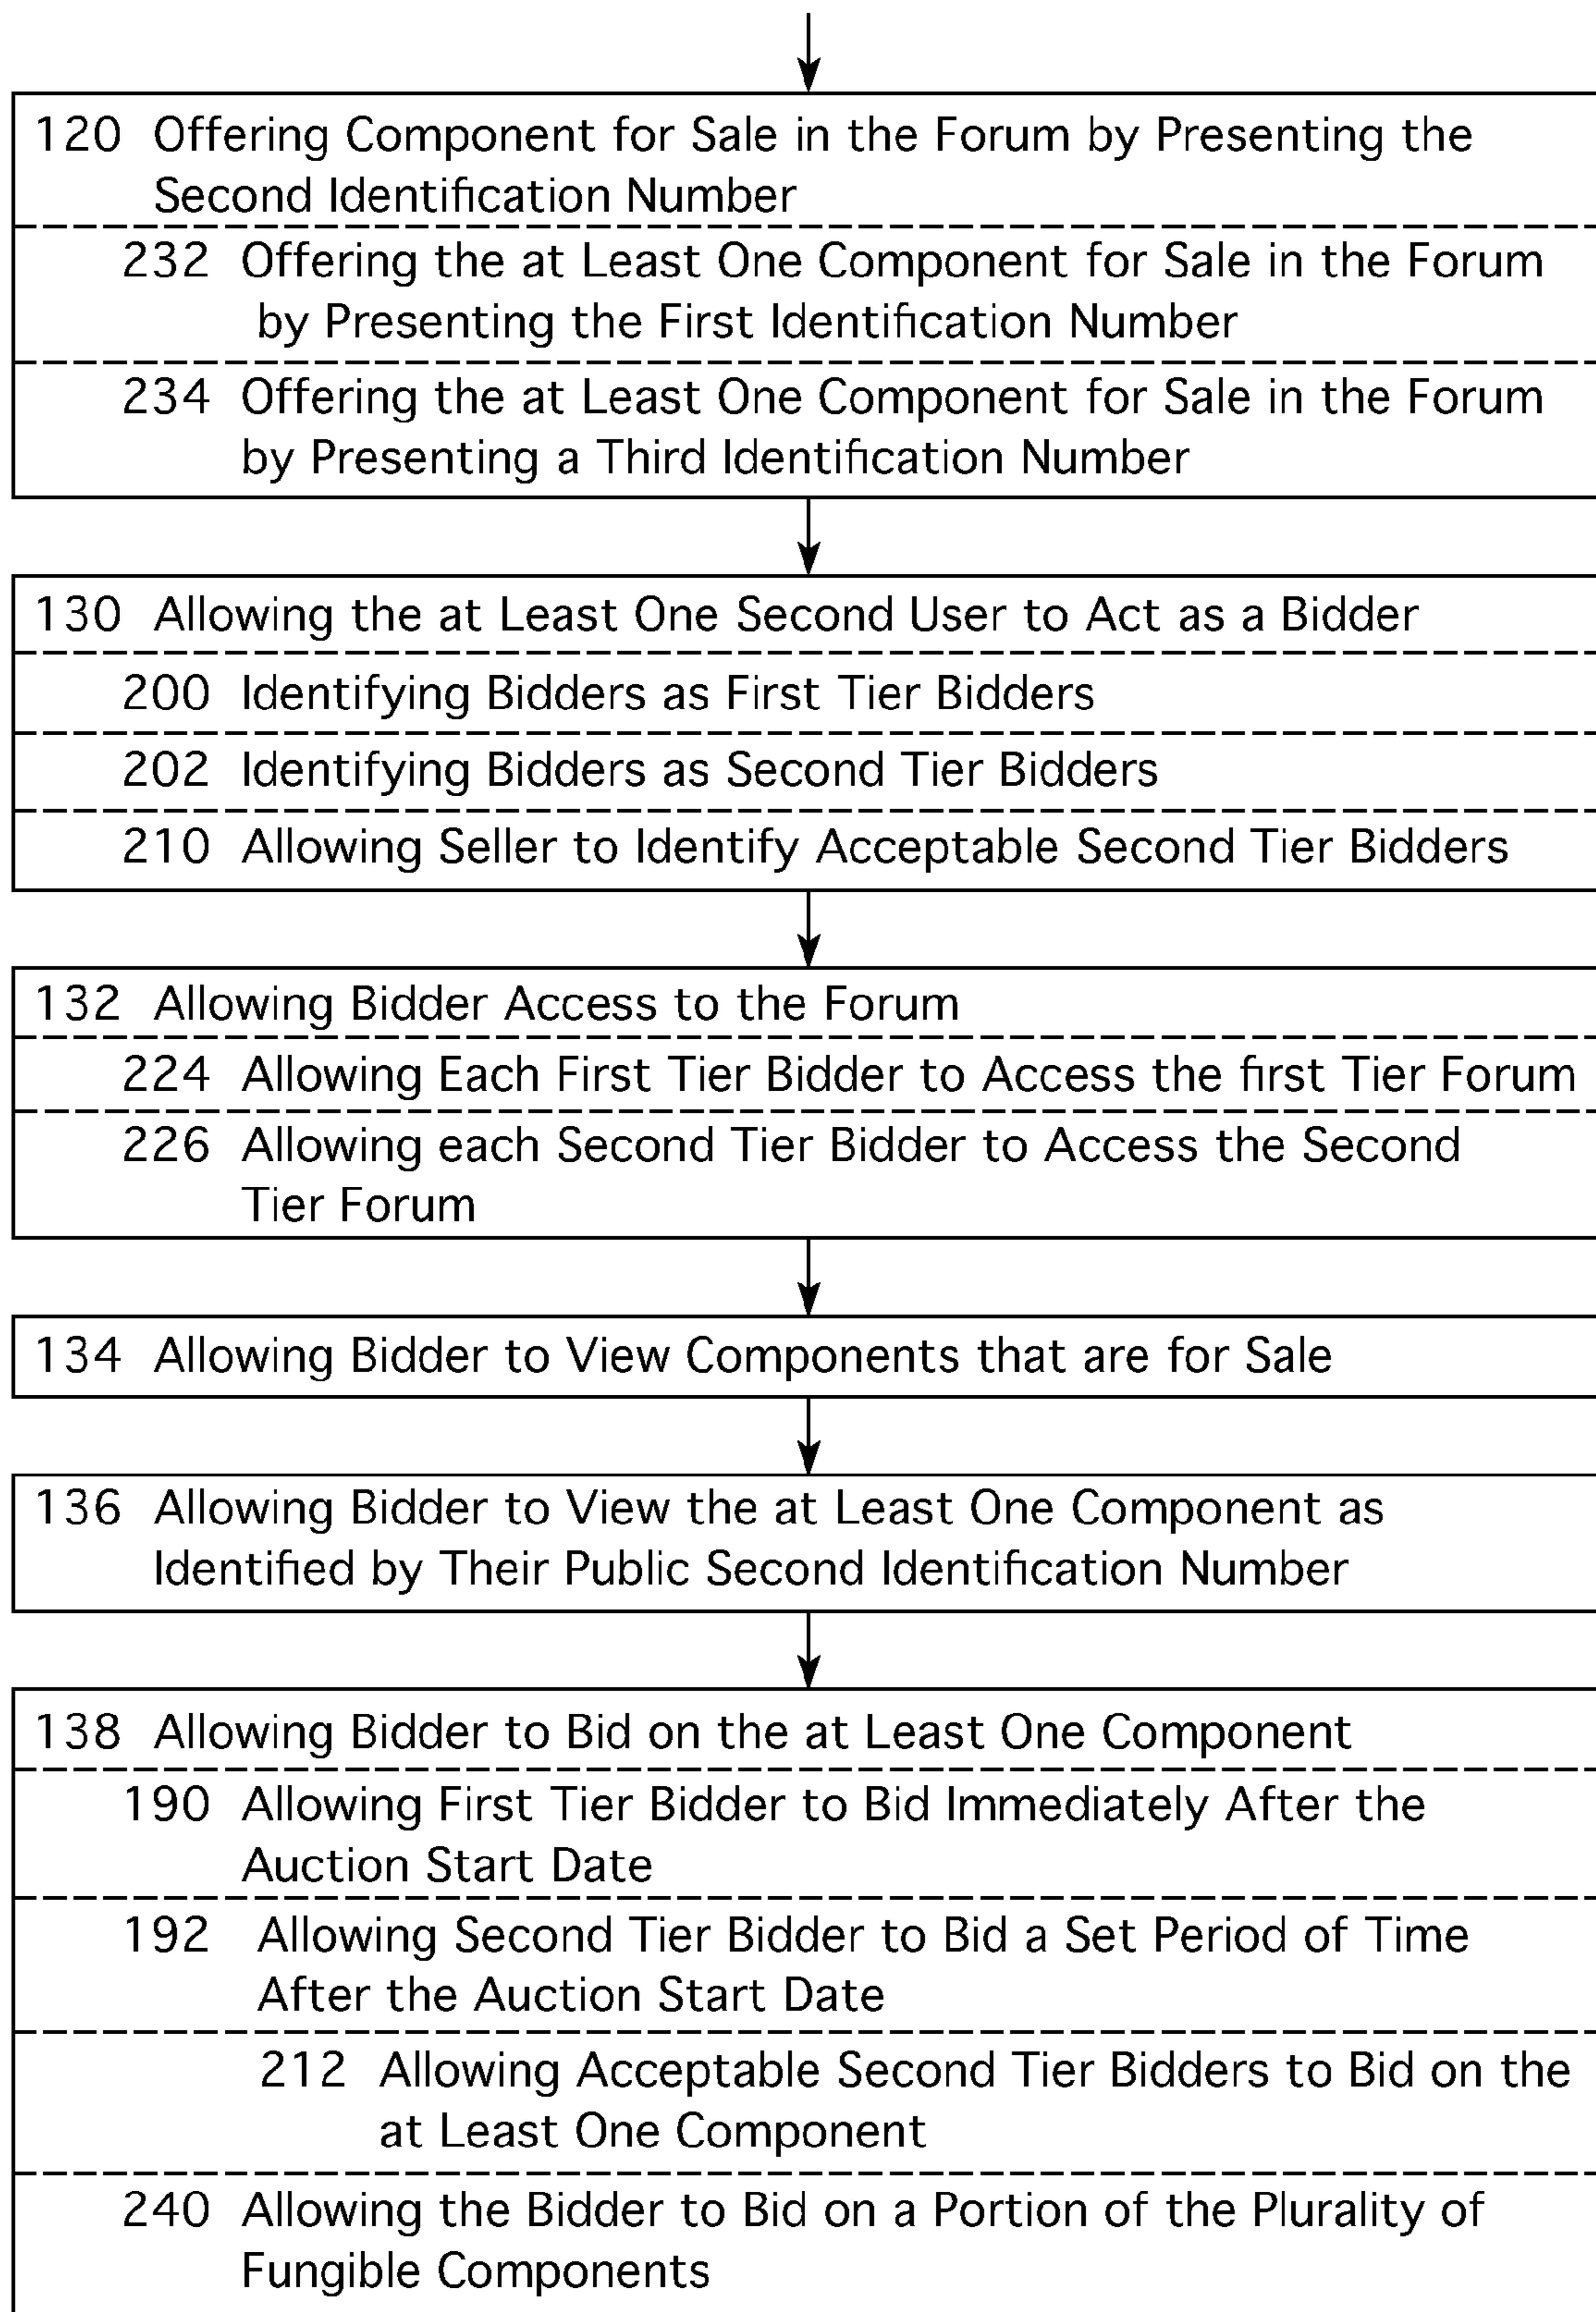 120 Offering Component for Sale in the Forum by Presenting the
Second Identification Number
232 Offering the at Least One Component for Sale in the Forum
by Presenting the First Identification Number
234 Offering the at Least One Component for Sale in the Forum
by Presenting a Third Identification Number
130 Allowing the at Least One Second User to Act as a Bidder
200 Identifying Bidders as First Tier Bidders
202 Identifying Bidders as Second Tier Bidders
210 Allowing Seller to Identify Acceptable Second Tier Bidders
132 Allowing Bidder Access to the Forum
224 Allowing Each First Tier Bidder to Access the first Tier Forum
226 Allowing each Second Tier Bidder to Access the Second
Tier Forum
134 Allowing Bidder to View Components that are for Sale
136 Allowing Bidder to View the at Least One Component as
Identified by Their Public Second Identification Number
138 Allowing Bidder to Bid on the at Least One Component
190 Allowing First Tier Bidder to Bid Immediately After the
Auction Start Date
192 Allowing Second Tier Bidder to Bid a Set Period of Time
After the Auction Start Date
212 Allowing Acceptable Second Tier Bidders to Bid on the
at Least One Component
240 Allowing the Bidder to Bid on a Portion of the Plurality of
Fungible Components